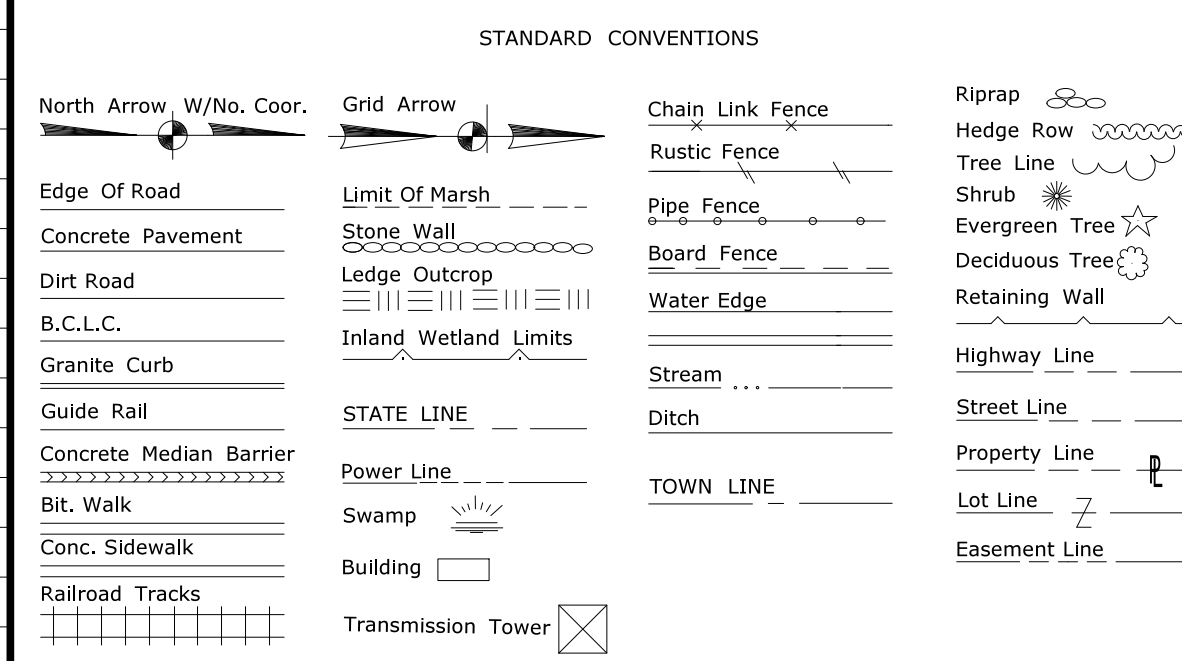 STANDARD CONVENTIONS
North Arrow W/No. Coor.
Edge Of Road
Concrete Pavement
Dirt Road
B.C.L.C.
Granite Curb
Guide Rail
Concrete Median Barrier
Bit. Walk
Conc. Sidewalk
Railroad Tracks
Grid Arrow
Limit Of Marsh
Stone Wall
Ledge Outcrop
Inland Wetland Limits
STATE LINE
Power Line
Swamp
Building
Transmission Tower
Chain Link Fence
Rustic Fence
Pipe Fence
Board Fence
Water Edge
Stream
Ditch
TOWN LINE
Riprap
Hedge Row
Tree Line
Shrub
Evergreen Tree
Deciduous Tree
Retaining Wall
Highway Line
Street Line
Property Line
PL
Lot Line
Easement Line